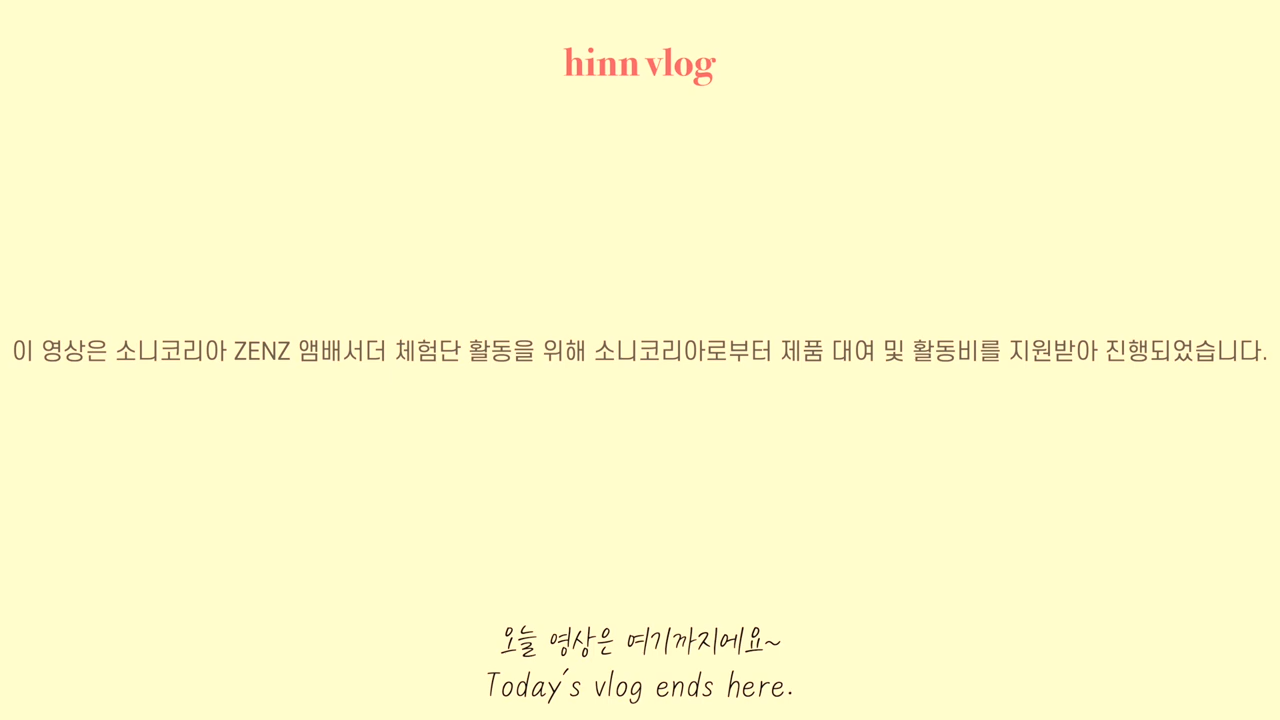 hinn vlog
이 영상은 소니코리아 ZENZ 앰배서더 체험단 활동을 위해 소니코리아로부터 제품 대여 및 활동비를 지원받아 진행되었습니다.
오늘 영상은 여기까지에요~
Today's vlog ends here.